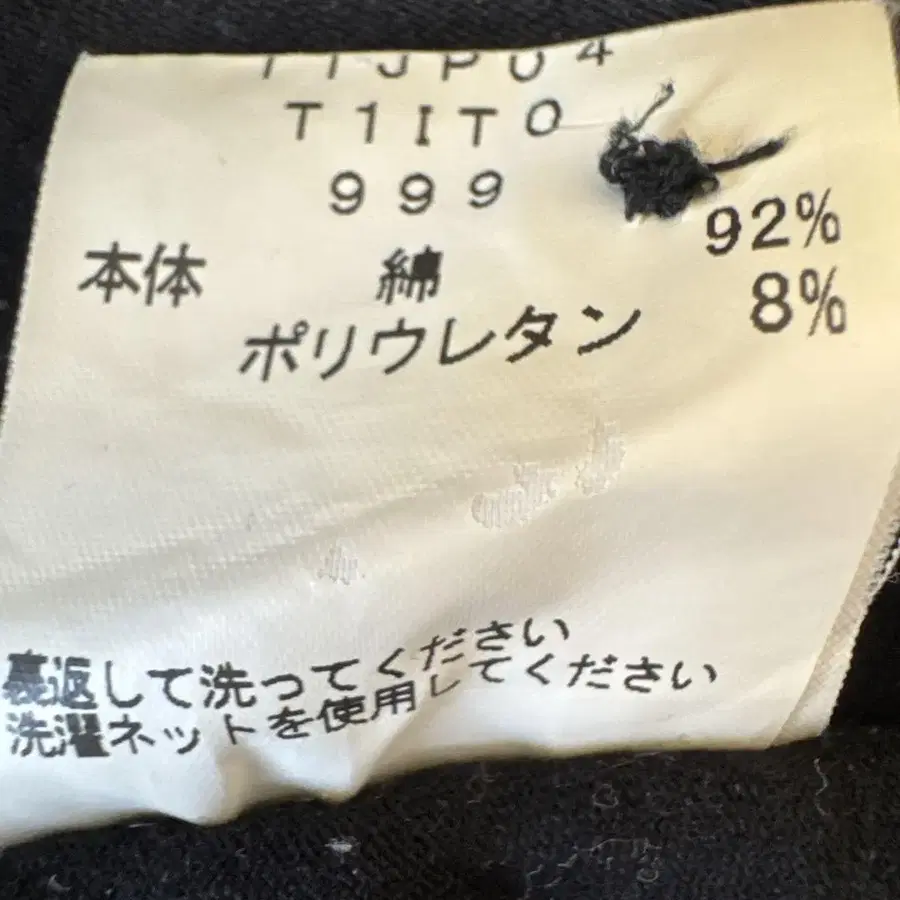 T1IT0
999
本体 綿 92%
ポリウレタン 8%
裏返して洗ってください
洗濯ネットを使用してください